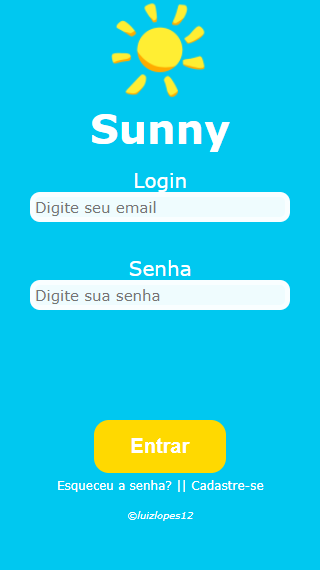 Sunny
Login
Digite seu email
Senha
Digite sua senha
Entrar
Esqueceu a senha? || Cadastre-se
©luizlopes12